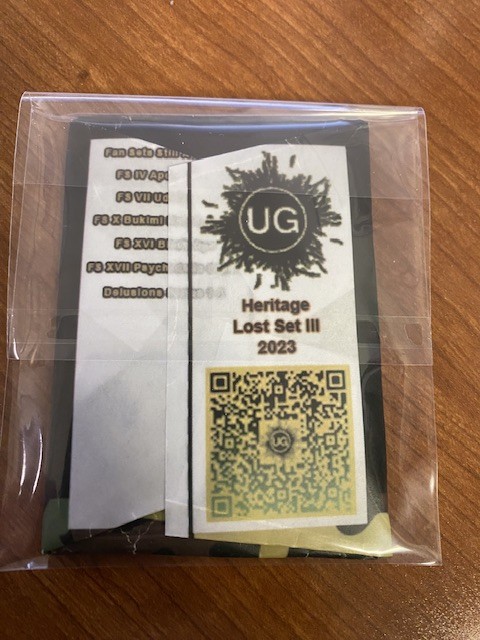 Fan Sets Still
FS IV
FS VII
FS X Bukimi
FS XVI
FS XVII
Delusions
UG
Heritage
Lost Set III
2023
UG